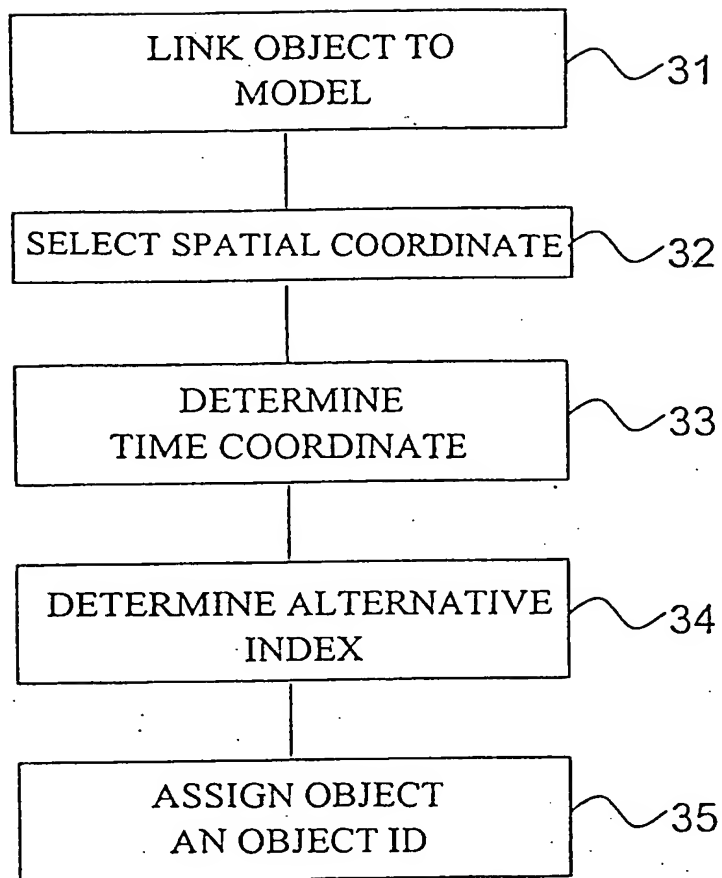 LINK OBJECT TO
MODEL
31
SELECT SPATIAL COORDINATE
32
DETERMINE
TIME COORDINATE
33
DETERMINE ALTERNATIVE
INDEX
34
ASSIGN OBJECT
AN OBJECT ID
35